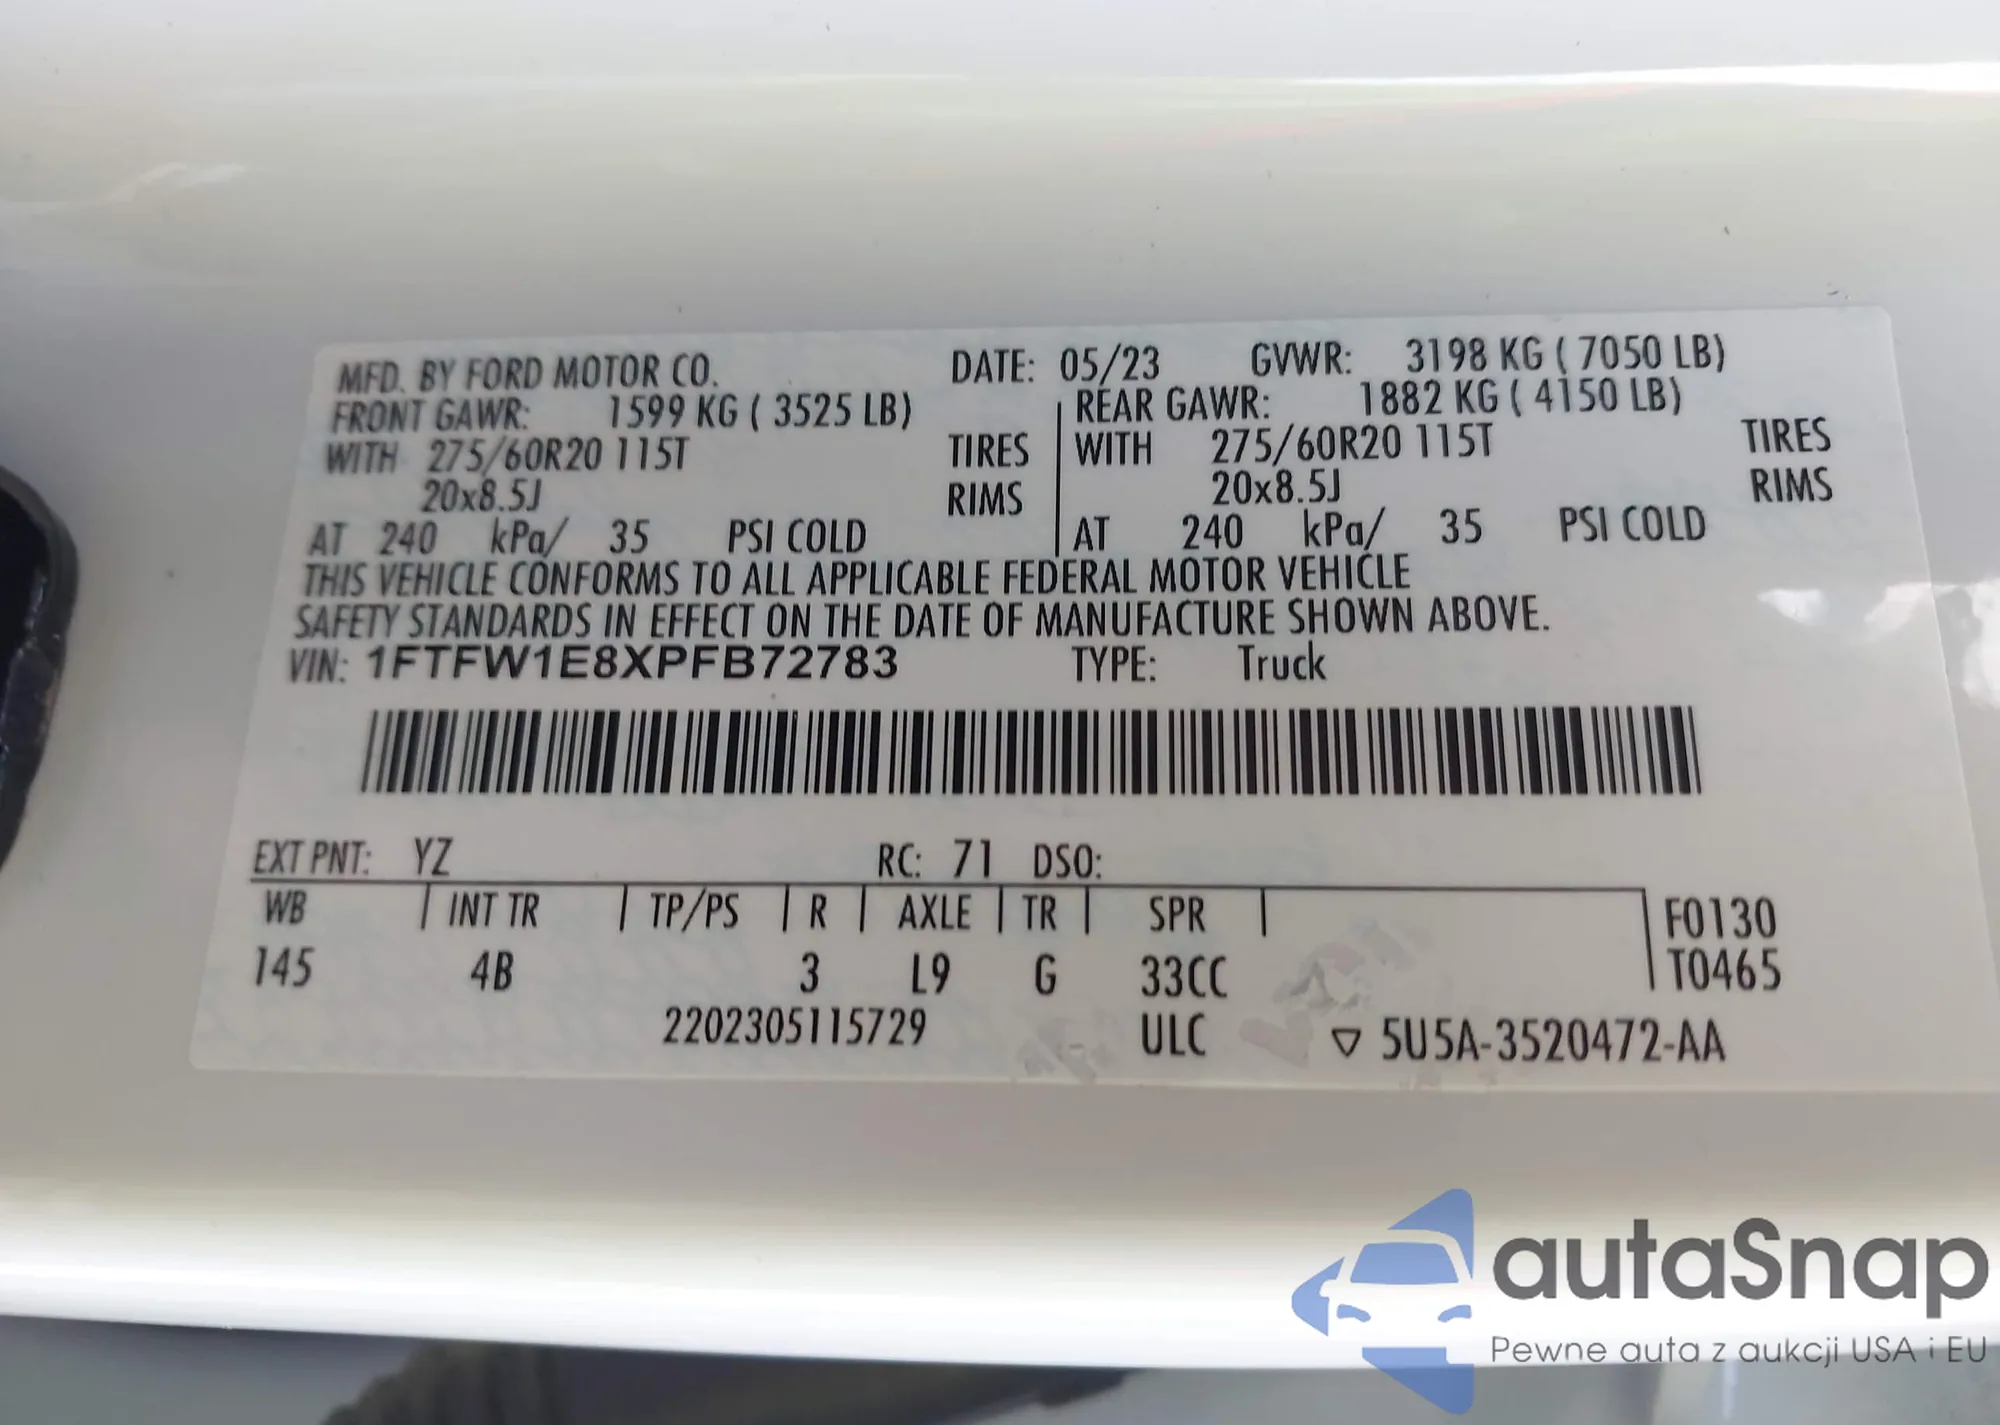 MFD. BY FORD MOTOR CO. DATE: 05/23 GVWR: 3198 KG ( 7050 LB)
FRONT GAWR: 1599 KG ( 3525 LB) REAR GAWR: 1882 KG ( 4150 LB)
WITH 275/60R20 115T TIRES WITH 275/60R20 115T TIRES
20x8.5J RIMS 20x8.5J RIMS
AT 240 kPa/ 35 PSI COLD AT 240 kPa/ 35 PSI COLD
THIS VEHICLE CONFORMS TO ALL APPLICABLE FEDERAL MOTOR VEHICLE
SAFETY STANDARDS IN EFFECT ON THE DATE OF MANUFACTURE SHOWN ABOVE.
VIN: 1FTFW1E8XPFB72783 TYPE: Truck
EXT PNT: YZ RC: 71 DSO:
WB | INT TR | TP/PS | R | AXLE | TR | SPR | F0130
145 4B 3 L9 G 33CC T0465
2202305115729 ULC ▽ 5U5A-3520472-AA
autaSnap
Pewne auta z aukcji USA i EU